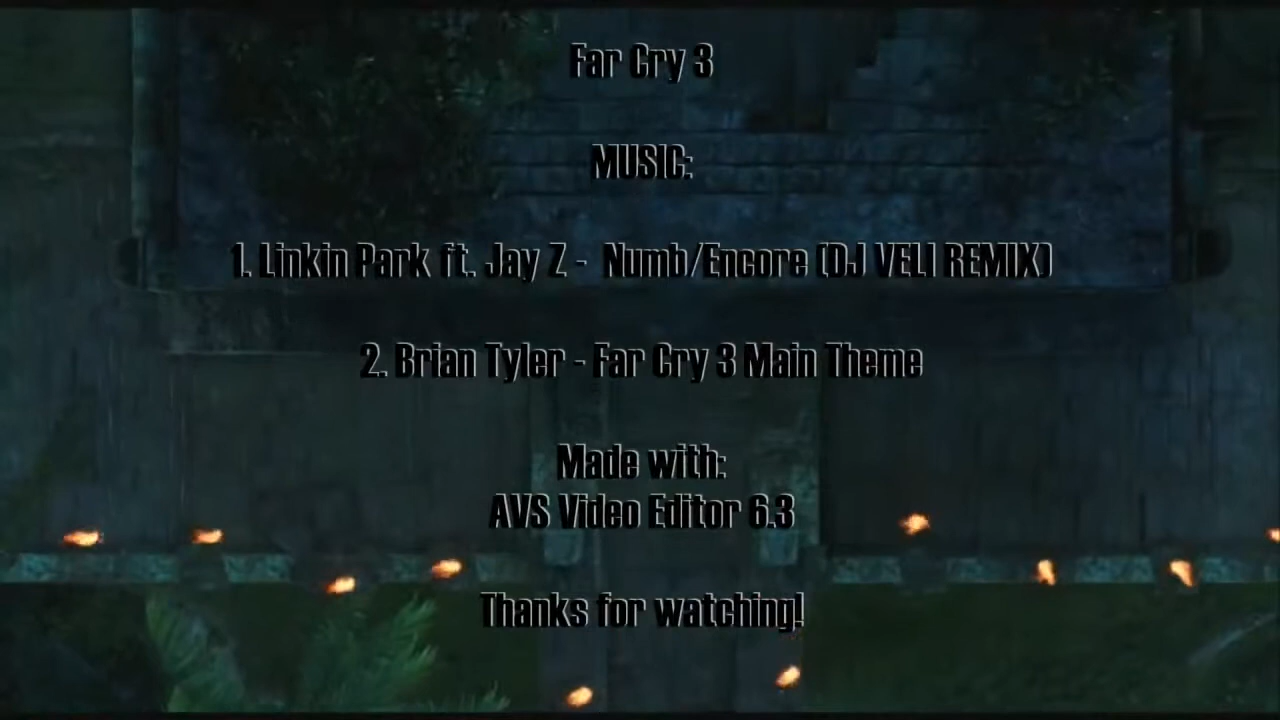 Far Cry 3
MUSIC:
1. Linkin Park ft. Jay Z - Numb/Encore (DJ VELI REMIX)
2. Brian Tyler - Far Cry 3 Main Theme
Made with:
AVS Video Editor 6.3
Thanks for watching!